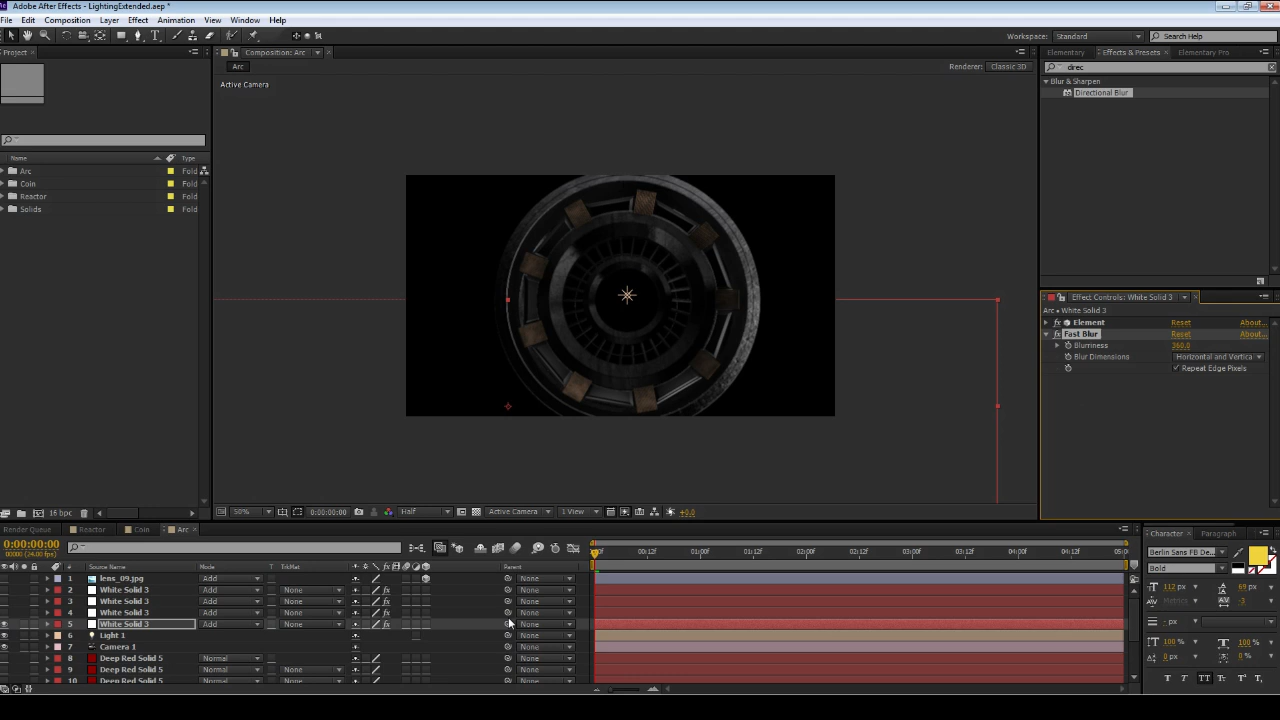 Adobe After Effects - LightingExtended.aep *
File Edit Composition Layer Effect Animation View Window Help
Workspace: Standard Search Help
Project Composition: Arc Elementary Effects & Presets Elementary Pro
Arc Renderer: Classic 3D direc
Active Camera Blur & Sharpen
Directional Blur
Name Type
Arc Fold
Coin Fold
Reactor Fold
Solids Fold
Effect Controls: White Solid 3
Arc • White Solid 3
fx Element Reset About...
fx Fast Blur Reset About...
Blurriness 360.0
Blur Dimensions Horizontal and Vertica
Repeat Edge Pixels
16 bpc 50% 0:00:00:00 Half Active Camera 1 View +0.0
Render Queue Reactor Coin Arc
0:00:00:00
00000 (24.00 fps)
Character Paragraph
00f 00:12f 01:00f 01:12f 02:00f 02:12f 03:00f 03:12f 04:00f 04:12f 05:0
# Source Name Mode T TrkMat Parent
1 lens_09.jpg Add None
2 White Solid 3 Add None fx None
3 White Solid 3 Add None fx None
4 White Solid 3 Add None fx None
5 White Solid 3 Add None fx None
6 Light 1 None
7 Camera 1 None
8 Deep Red Solid 5 Normal None
9 Deep Red Solid 5 Normal None None
10 Deep Red Solid 5 Normal None None
Berlin Sans FB De...
Bold
112 px 69 px
Metrics -3
- px
100 % 100 %
0 px 0 %
T T TT Tt T¹ T₁